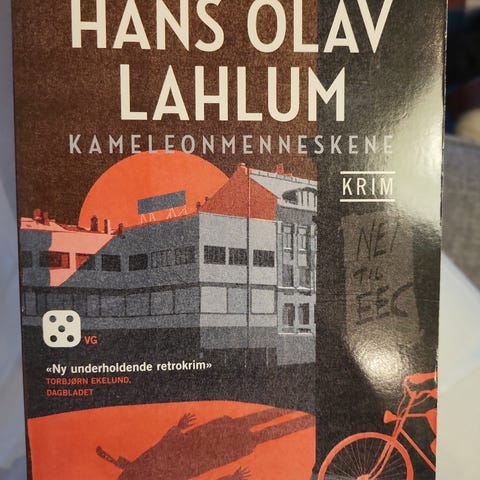 HANS OLAV
LAHLUM
KAMELEONMENNESKENE
KRIM
NEI
TIL
EEC
VG
«Ny underholdende retrokrim»
TORBJØRN EKELUND,
DAGBLADET